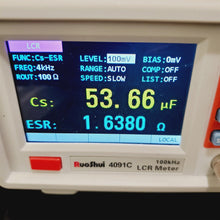 LCR
FUNC:Cs-ESR LEVEL:100mV BIAS:0mV
FREQ:4kHz RANGE:AUTO COMP:OFF
ROUT:100 Ω SPEED:SLOW LIST:OFF
Cs: 53.66 μF
ESR: 1.6380 Ω
LOCAL
RuoShui 4091C 100kHz
LCR Meter